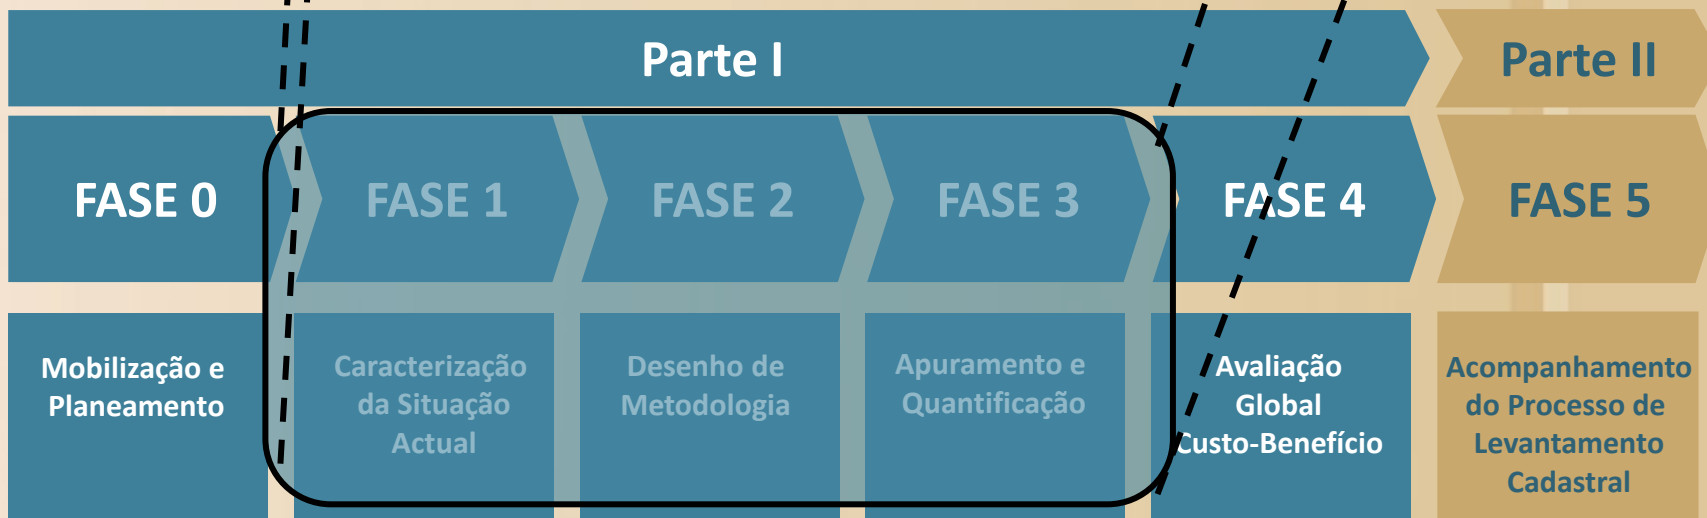 Parte I
Parte II
FASE 0
FASE 1
FASE 2
FASE 3
FASE 4
FASE 5
Mobilização e
Planeamento
Caracterização
da Situação
Actual
Desenho de
Metodologia
Apuramento e
Quantificação
Avaliação
Global
Custo-Benefício
Acompanhamento
do Processo de
Levantamento
Cadastral